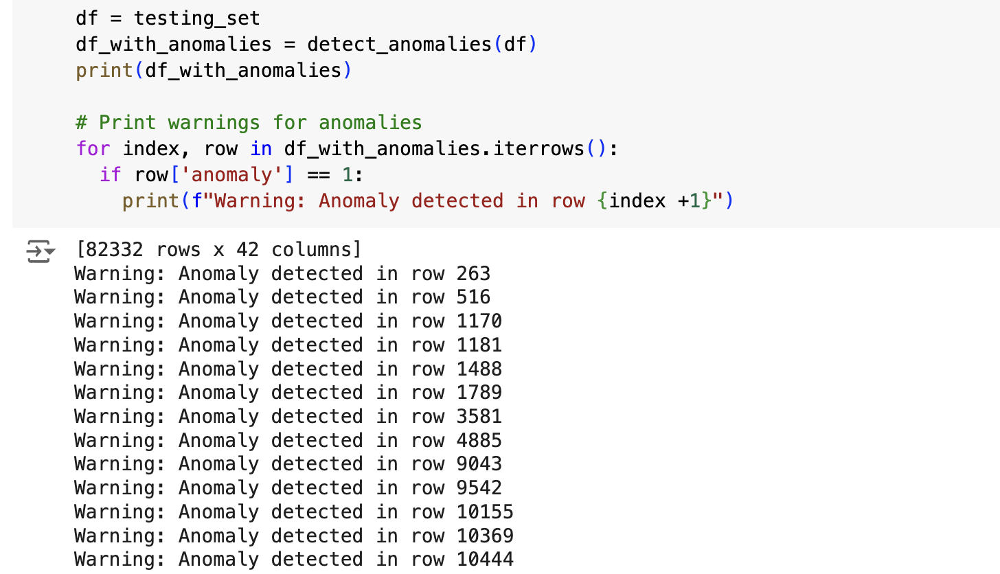 df = testing_set
df_with_anomalies = detect_anomalies(df)
print(df_with_anomalies)
# Print warnings for anomalies
for index, row in df_with_anomalies.iterrows():
  if row['anomaly'] == 1:
    print(f"Warning: Anomaly detected in row {index +1}")
[82332 rows x 42 columns]
Warning: Anomaly detected in row 263
Warning: Anomaly detected in row 516
Warning: Anomaly detected in row 1170
Warning: Anomaly detected in row 1181
Warning: Anomaly detected in row 1488
Warning: Anomaly detected in row 1789
Warning: Anomaly detected in row 3581
Warning: Anomaly detected in row 4885
Warning: Anomaly detected in row 9043
Warning: Anomaly detected in row 9542
Warning: Anomaly detected in row 10155
Warning: Anomaly detected in row 10369
Warning: Anomaly detected in row 10444